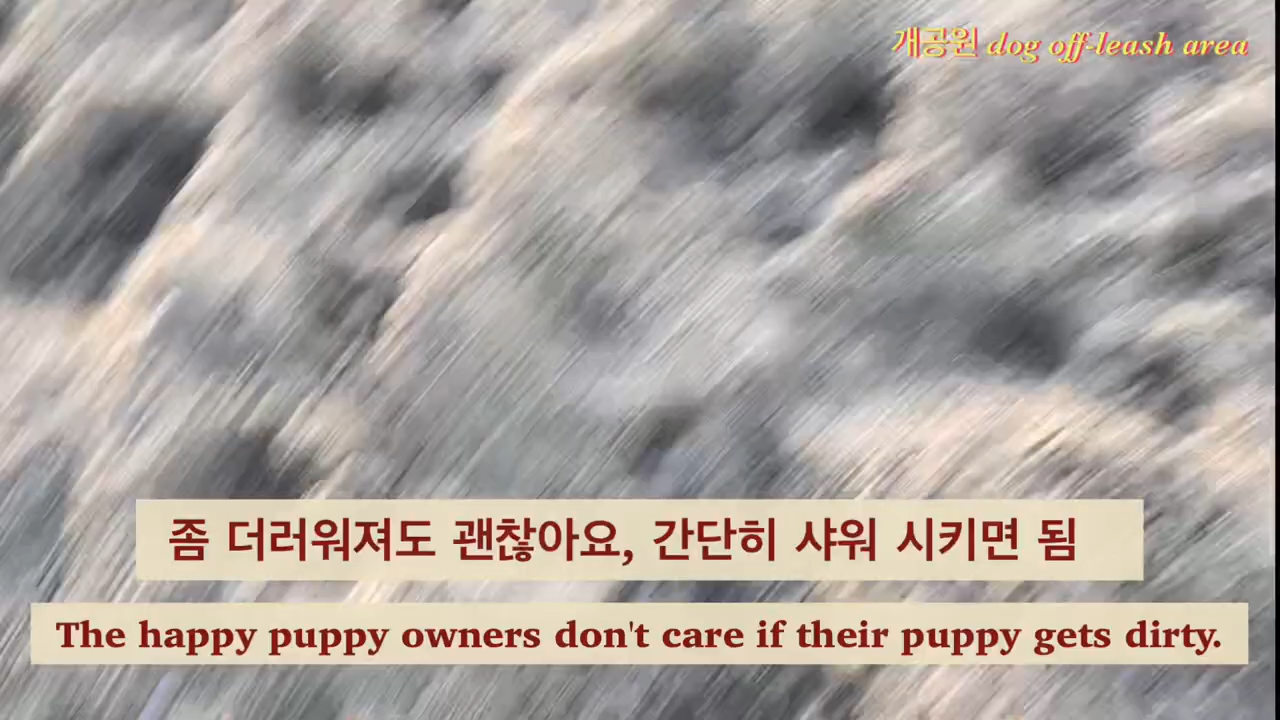 개공원 dog off-leash area
좀 더러워져도 괜찮아요, 간단히 샤워 시키면 됨
The happy puppy owners don't care if their puppy gets dirty.